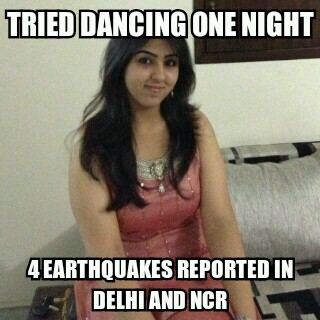 TRIED DANCING ONE NIGHT
4 EARTHQUAKES REPORTED IN
DELHI AND NCR